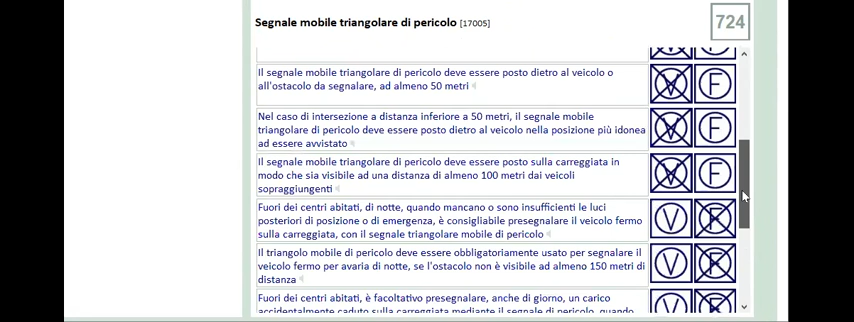 Segnale mobile triangolare di pericolo [17005]
724
Il segnale mobile triangolare di pericolo deve essere posto dietro al veicolo o
all'ostacolo da segnalare, ad almeno 50 metri
V F
Nel caso di intersezione a distanza inferiore a 50 metri, il segnale mobile
triangolare di pericolo deve essere posto dietro al veicolo nella posizione più idonea
ad essere avvistato
V F
Il segnale mobile triangolare di pericolo deve essere posto sulla carreggiata in
modo che sia visibile ad una distanza di almeno 100 metri dai veicoli
sopraggiungenti
V F
Fuori dei centri abitati, di notte, quando mancano o sono insufficienti le luci
posteriori di posizione o di emergenza, è consigliabile presegnalare il veicolo fermo
sulla carreggiata, con il segnale triangolare mobile di pericolo
V F
Il triangolo mobile di pericolo deve essere obbligatoriamente usato per segnalare il
veicolo fermo per avaria di notte, se l'ostacolo non è visibile ad almeno 150 metri di
distanza
V F
Fuori dei centri abitati, è facoltativo presegnalare, anche di giorno, un carico
accidentalmente caduto sulla carreggiata mediante il segnale di pericolo, quando
V F